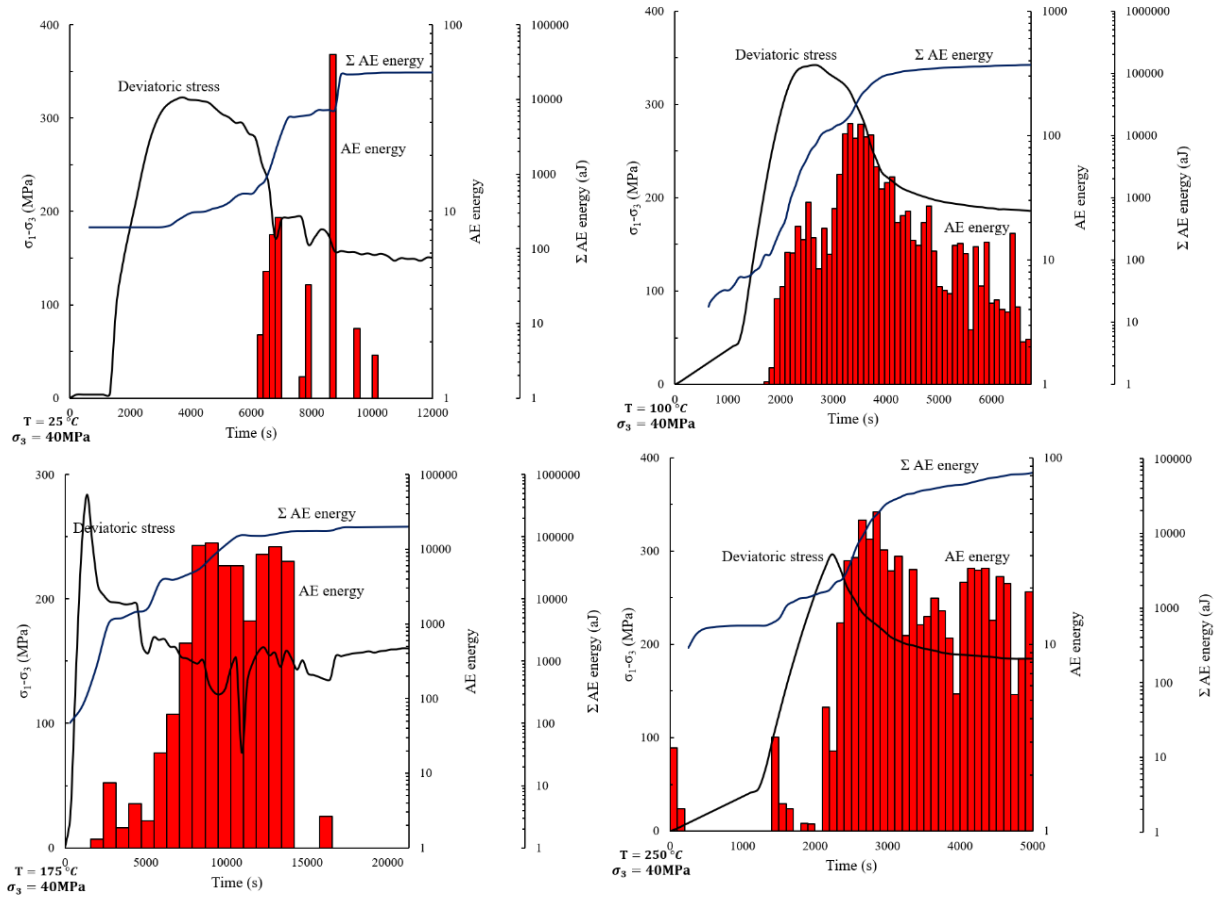 400
350
300
200
100
0
σ₁-σ₃ (MPa)
Deviatoric stress
Σ AE energy
AE energy
100
10
1
AE energy
100000
10000
1000
100
10
1
Σ AE energy (aJ)
0 2000 4000 6000 8000 10000 12000
Time (s)
T = 25 °C
σ₃ = 40MPa
400
300
200
100
0
σ₁-σ₃ (MPa)
Deviatoric stress
Σ AE energy
AE energy
1000
100
10
1
AE energy
1000000
100000
10000
1000
100
10
1
Σ AE energy (aJ)
0 1000 2000 3000 4000 5000 6000
Time (s)
T = 100 °C
σ₃ = 40MPa
300
200
100
0
σ₁-σ₃ (MPa)
Deviatoric stress
Σ AE energy
AE energy
100000
10000
1000
100
10
1
AE energy
1000000
100000
10000
1000
100
10
1
Σ AE energy (aJ)
0 5000 10000 15000 20000
Time (s)
T = 175 °C
σ₃ = 40MPa
400
300
200
100
0
σ₁-σ₃ (MPa)
Deviatoric stress
Σ AE energy
AE energy
100
10
1
AE energy
100000
10000
1000
100
10
1
Σ AE energy (aJ)
0 1000 2000 3000 4000 5000
Time (s)
T = 250 °C
σ₃ = 40MPa